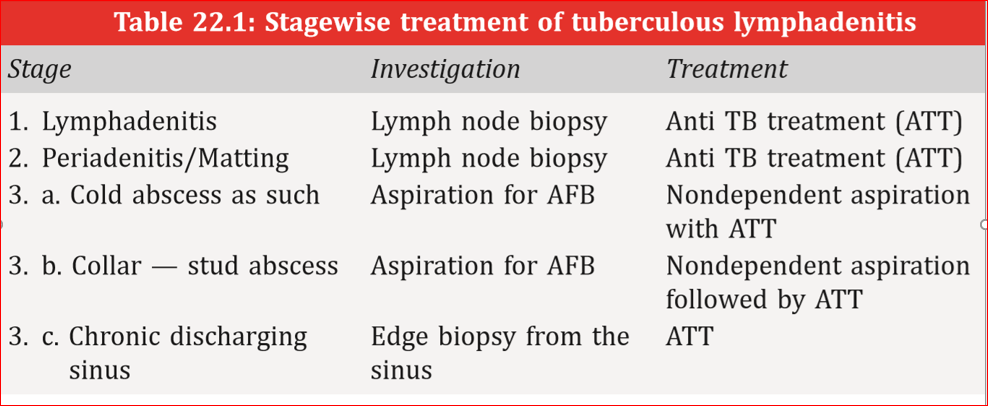 Table 22.1: Stagewise treatment of tuberculous lymphadenitis
Stage Investigation Treatment
1. Lymphadenitis Lymph node biopsy Anti TB treatment (ATT)
2. Periadenitis/Matting Lymph node biopsy Anti TB treatment (ATT)
3. a. Cold abscess as such Aspiration for AFB Nondependent aspiration
with ATT
3. b. Collar — stud abscess Aspiration for AFB Nondependent aspiration
followed by ATT
3. c. Chronic discharging Edge biopsy from the ATT
sinus sinus